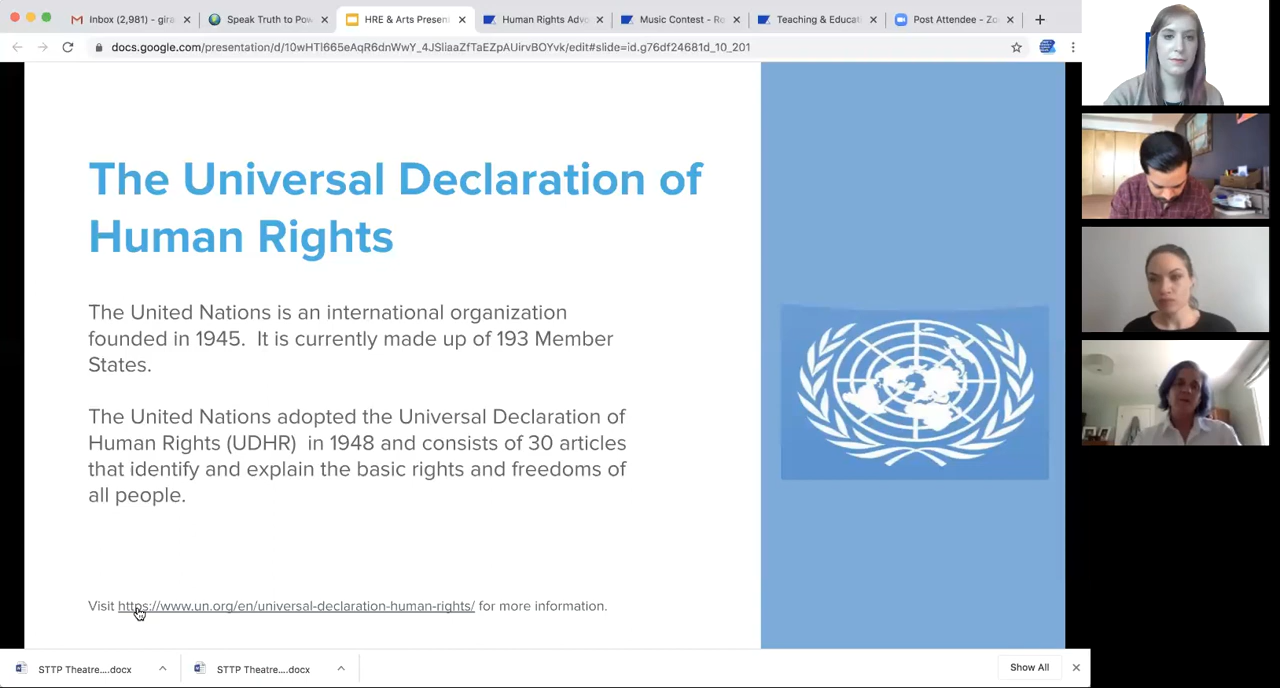 Inbox (2,981) - gira
Speak Truth to Pow
HRE & Arts Presen
Human Rights Advo
Music Contest - Ro
Teaching & Educat
Post Attendee - Zo
docs.google.com/presentation/d/10wHTl665eAqR6dnWwY_4JSliaaZfTaEZpAUirvBOYvk/edit#slide=id.g76df24681d_10_201
The Universal Declaration of
Human Rights
The United Nations is an international organization
founded in 1945. It is currently made up of 193 Member
States.
The United Nations adopted the Universal Declaration of
Human Rights (UDHR) in 1948 and consists of 30 articles
that identify and explain the basic rights and freedoms of
all people.
Visit https://www.un.org/en/universal-declaration-human-rights/ for more information.
STTP Theatre....docx
STTP Theatre....docx
Show All